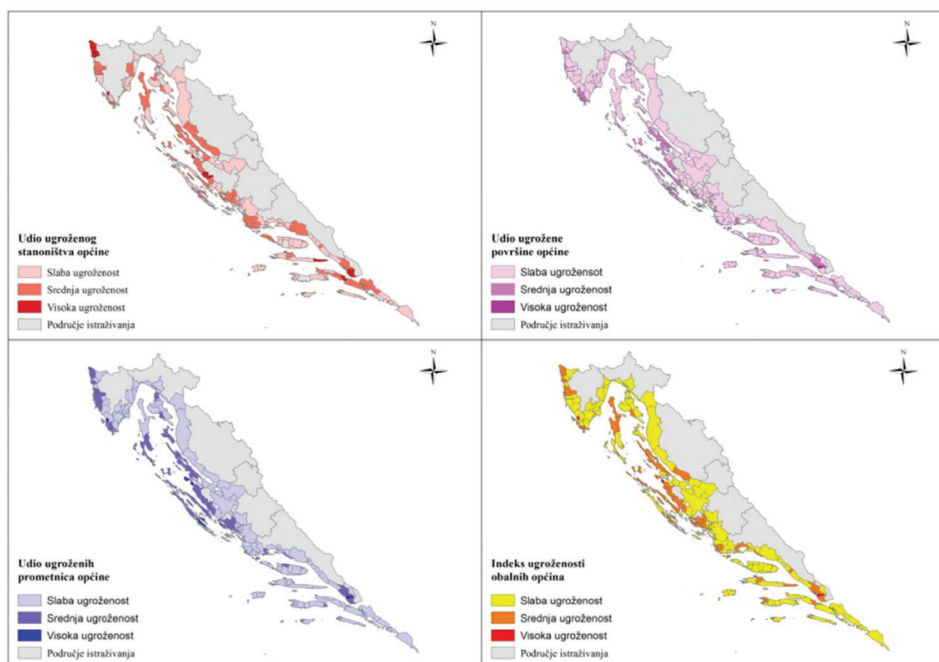 N
Udio ugroženog
stanoništva općine
Slaba ugroženost
Srednja ugroženost
Visoka ugroženost
Područje istraživanja
N
Udio ugrožene
površine općine
Slaba ugrožensot
Srednja ugroženost
Visoka ugroženost
Područje istraživanja
N
Udio ugroženih
prometnica općine
Slaba ugroženost
Srednja ugroženost
Visoka ugroženost
Područje istraživanja
N
Indeks ugroženosti
obalnih općina
Slaba ugroženost
Srednja ugroženost
Visoka ugroženost
Područje istraživanja